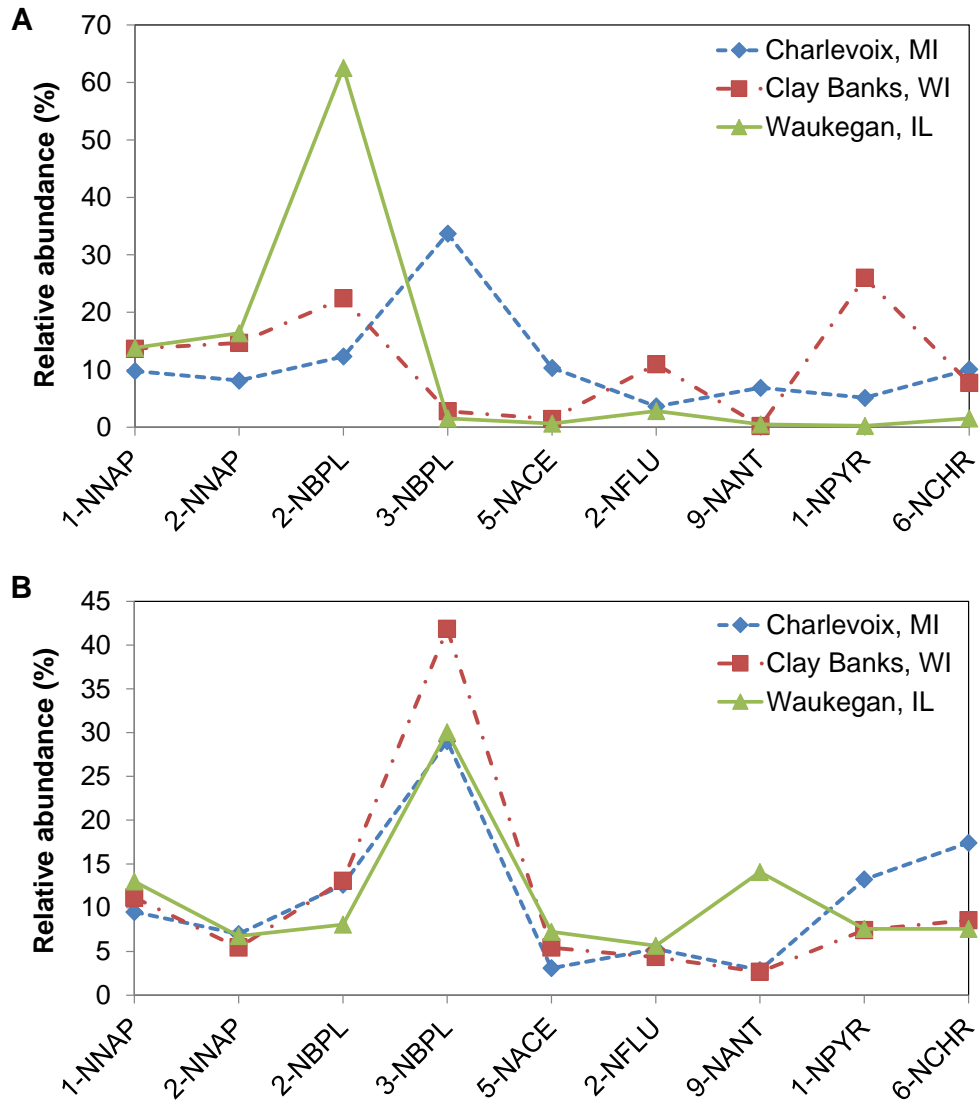 A
Relative abundance (%)
70
60
50
40
30
20
10
0
Charlevoix, MI
Clay Banks, WI
Waukegan, IL
1-NNAP
2-NNAP
2-NBPL
3-NBPL
5-NACE
2-NFLU
9-NANT
1-NPYR
6-NCHR
B
Relative abundance (%)
45
40
35
30
25
20
15
10
5
0
Charlevoix, MI
Clay Banks, WI
Waukegan, IL
1-NNAP
2-NNAP
2-NBPL
3-NBPL
5-NACE
2-NFLU
9-NANT
1-NPYR
6-NCHR